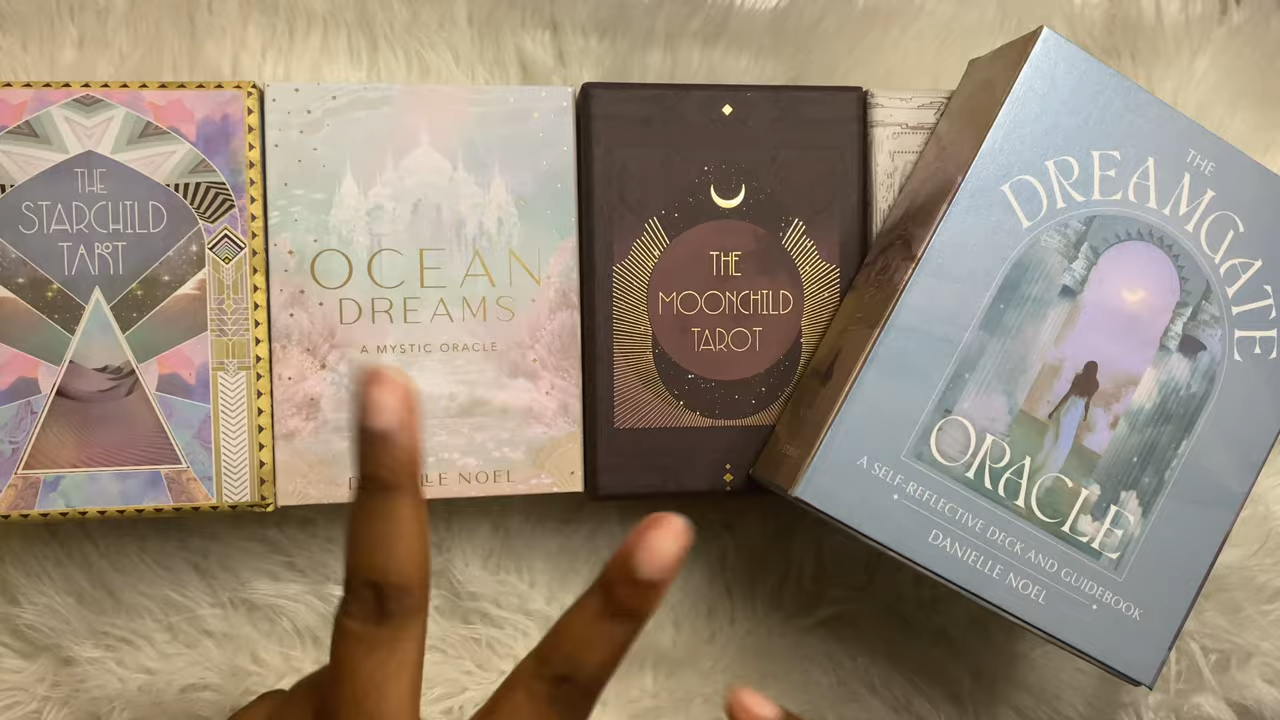 THE
STARCHILD
TAROT
OCEAN
DREAMS
A MYSTIC ORACLE
NOEL
THE
MOONCHILD
TAROT
THE
DREAMGATE
ORACLE
A SELF-REFLECTIVE DECK AND GUIDEBOOK
DANIELLE NOEL